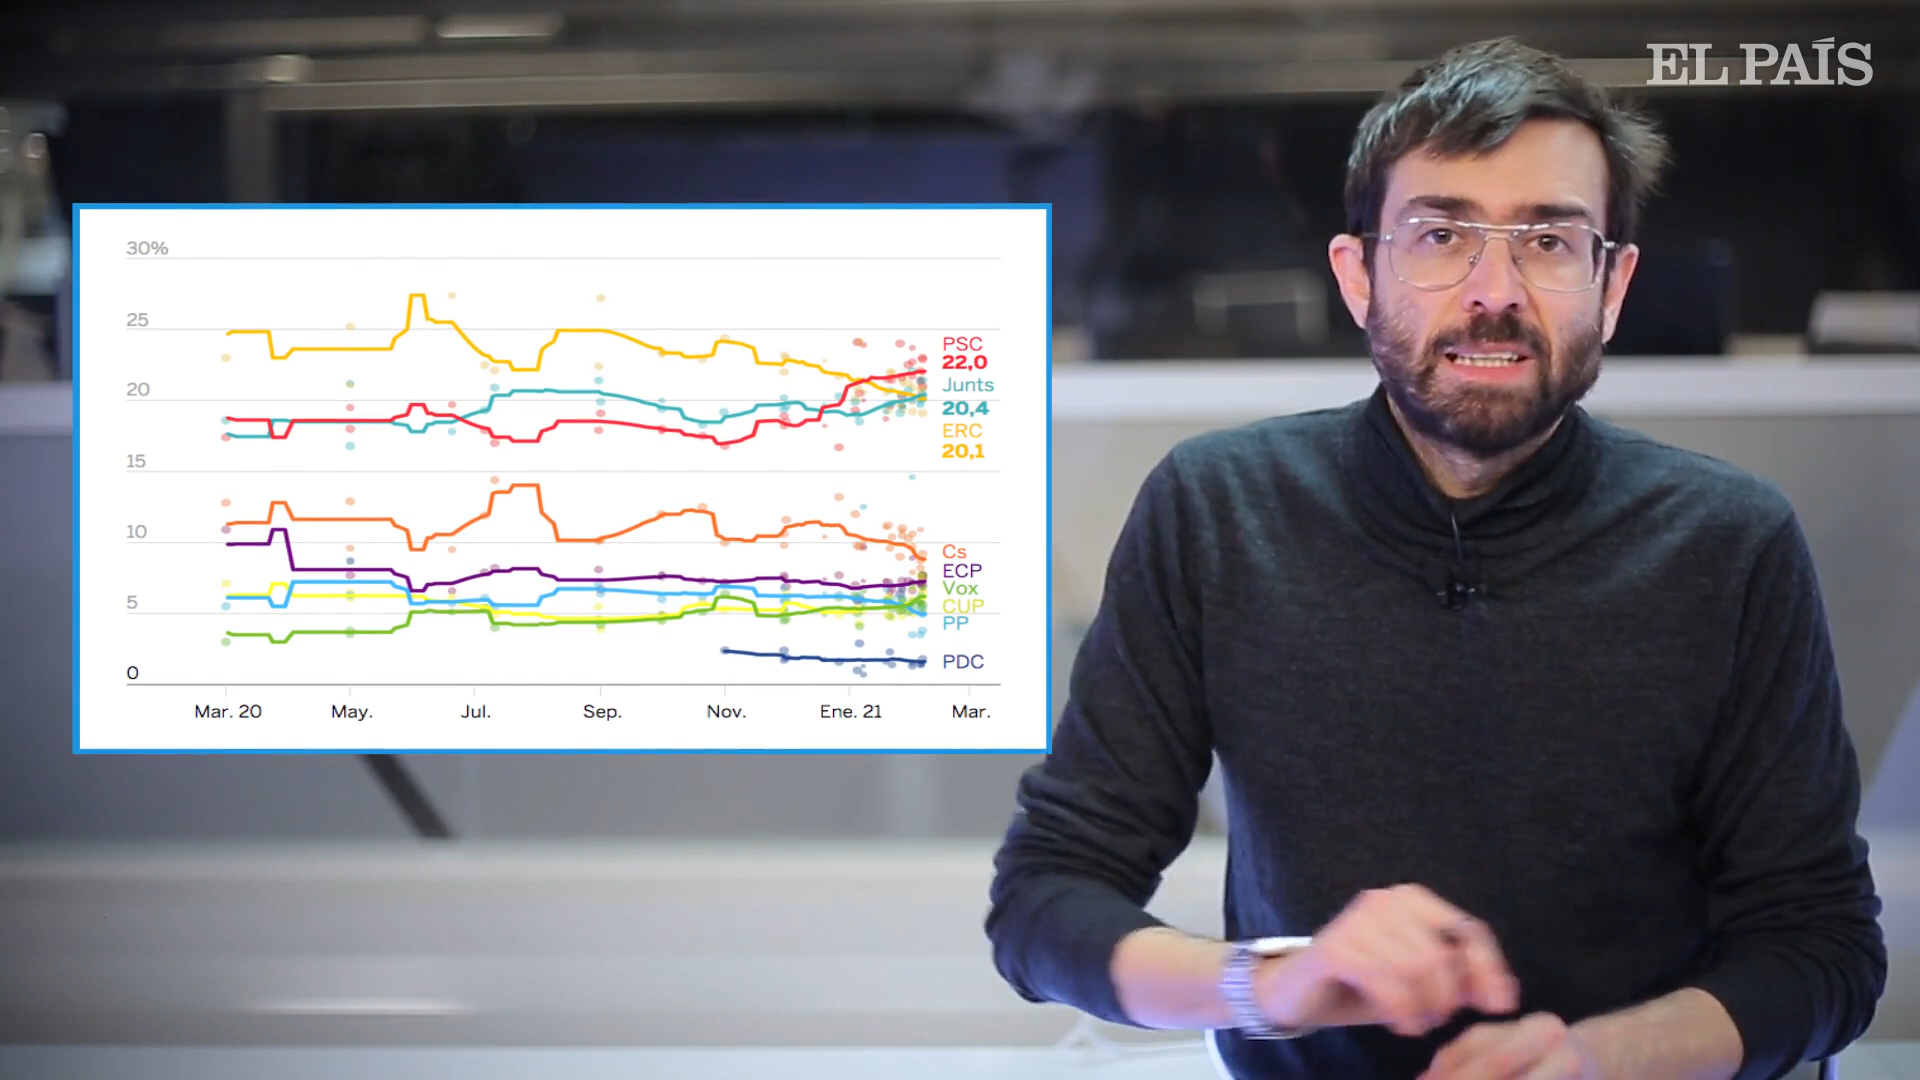 EL PAÍS
30%
25
20
15
10
5
0
PSC
22,0
Junts
20,4
ERC
20,1
Cs
ECP
Vox
CUP
PP
PDC
Mar. 20 May. Jul. Sep. Nov. Ene. 21 Mar.